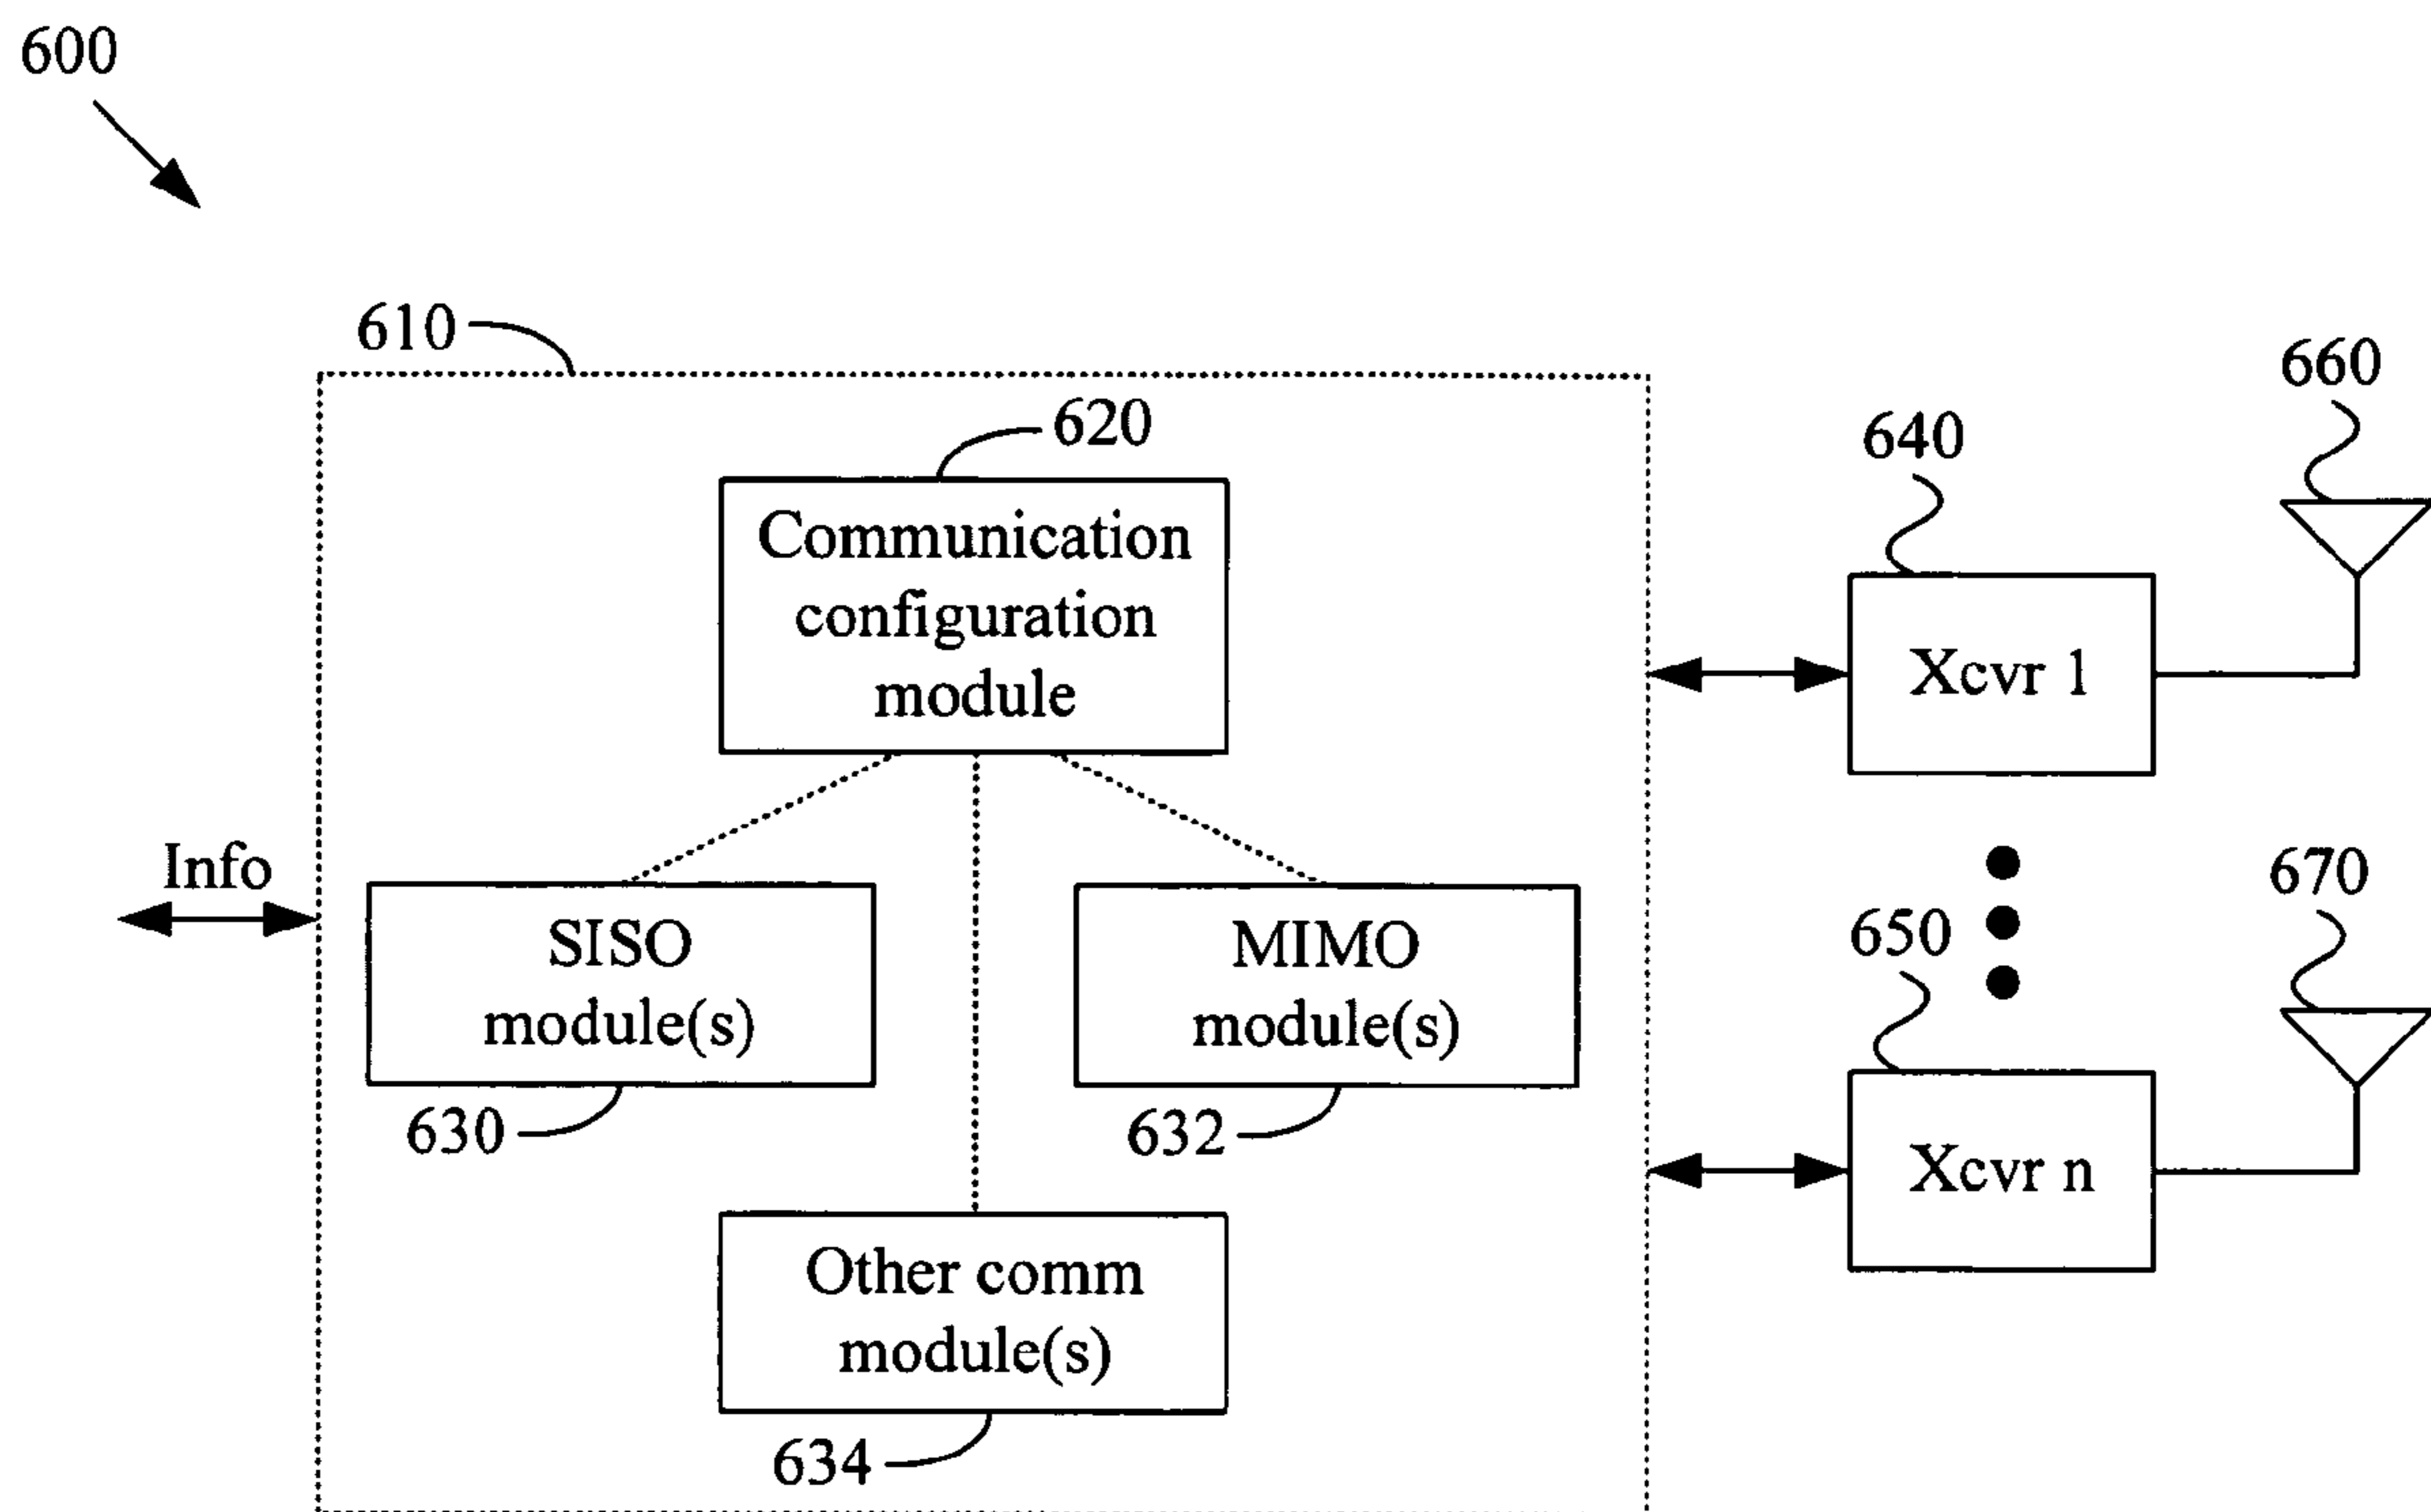 600
610
660
620
640
Communication
configuration
module
Xcvr 1
Info
670
650
SISO
module(s)
MIMO
module(s)
630
632
Xcvr n
Other comm
module(s)
634